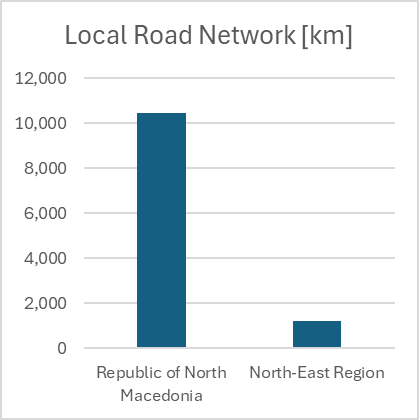 Local Road Network [km]
12,000
10,000
8,000
6,000
4,000
2,000
0
Republic of North
Macedonia
North-East Region